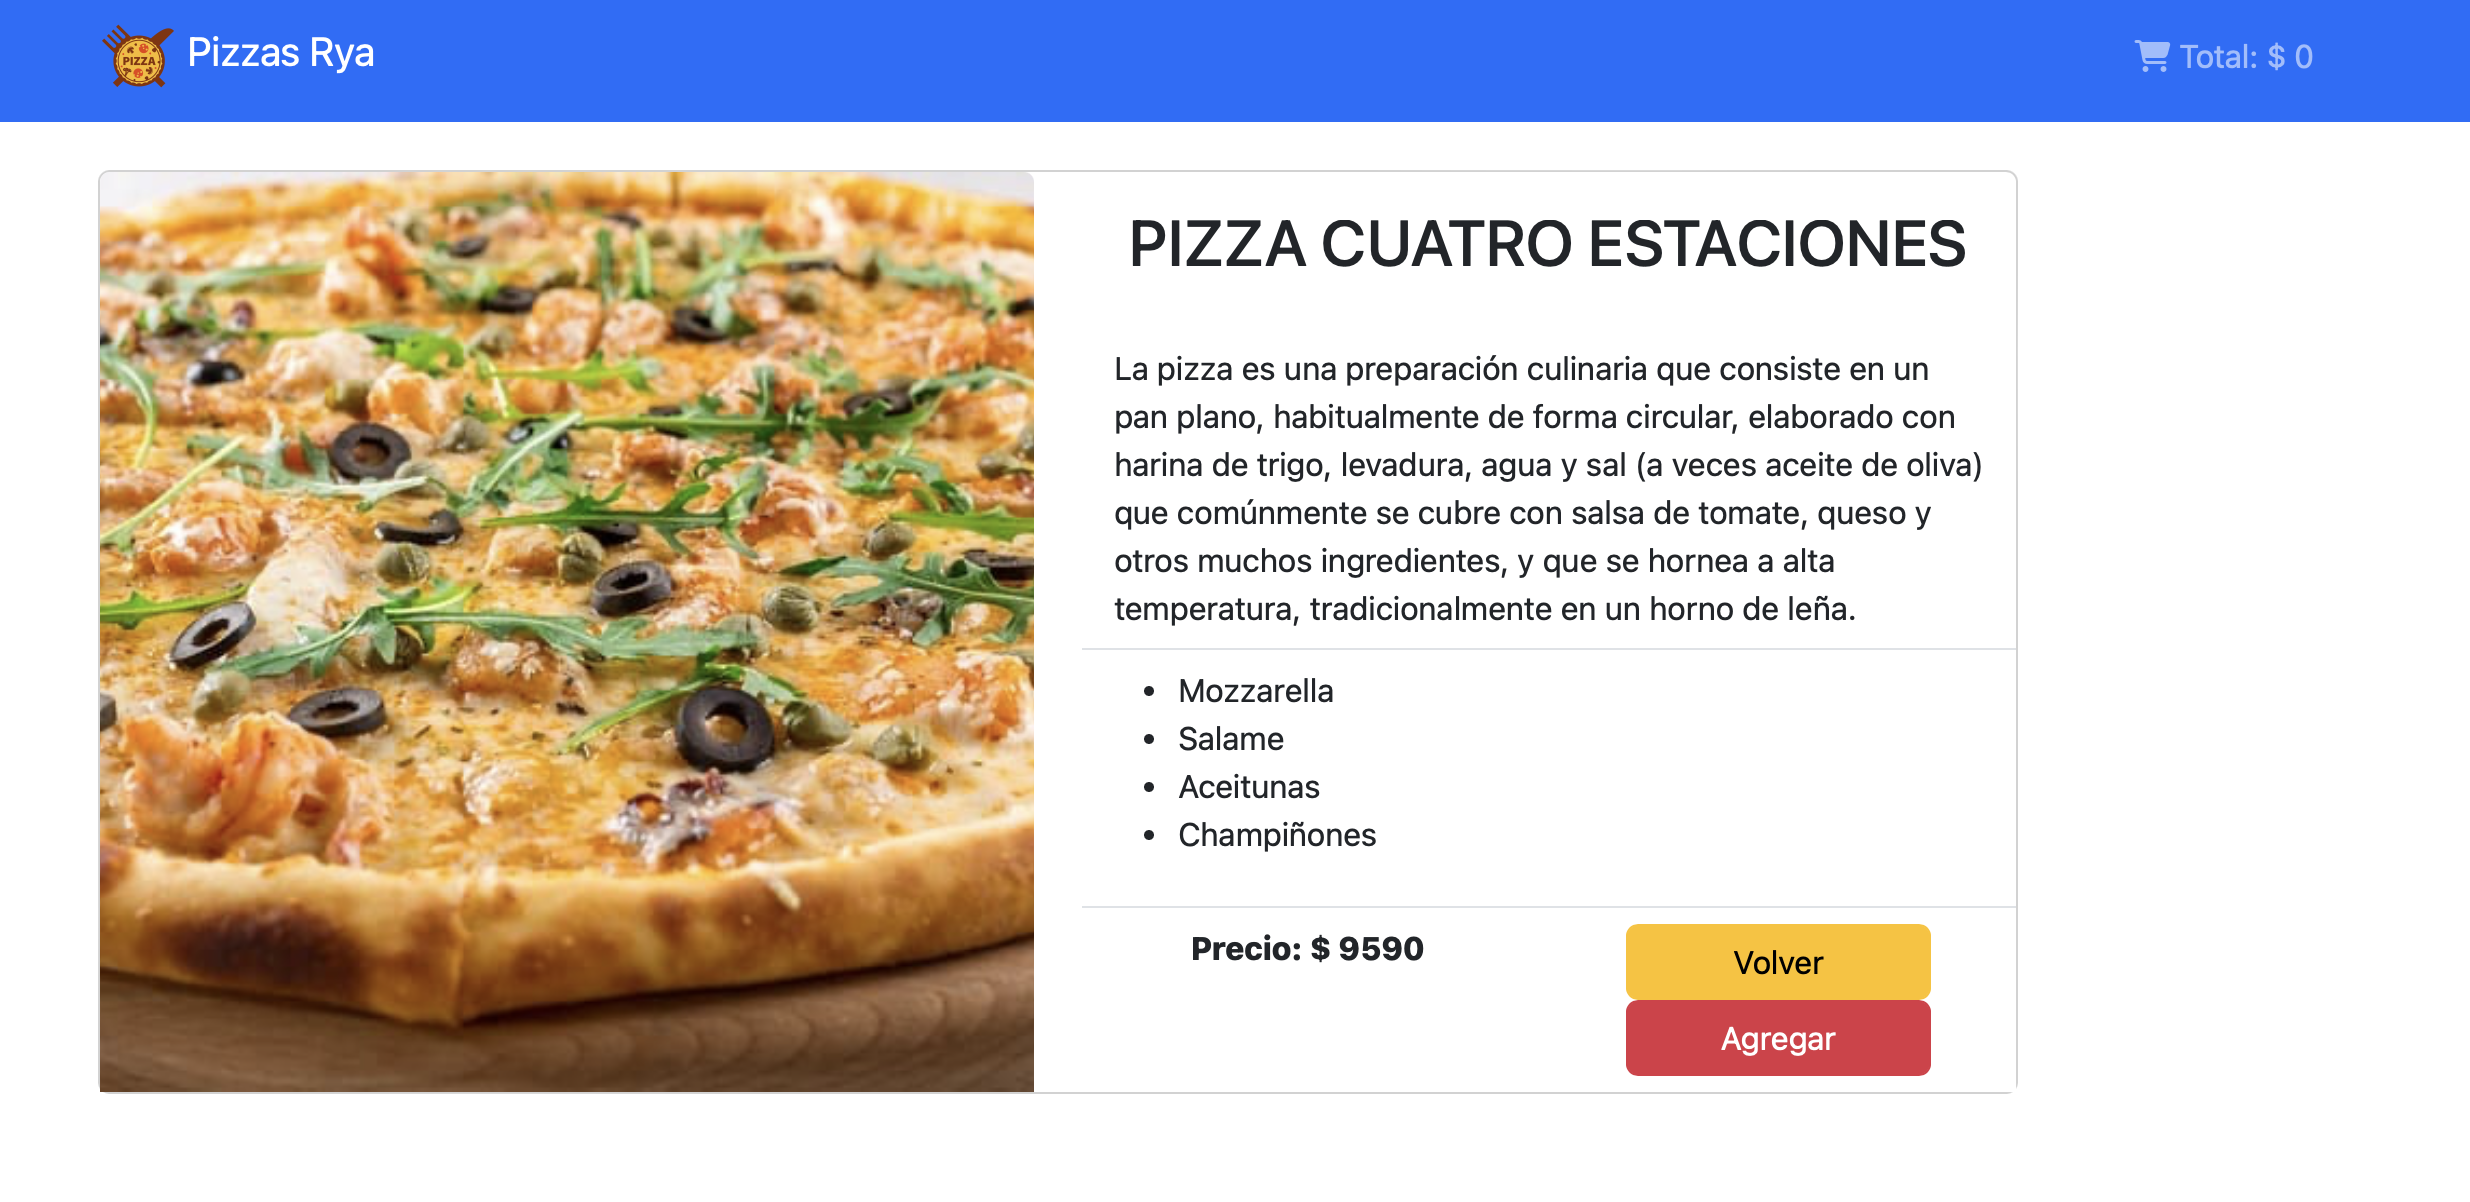 PIZZA
Pizzas Rya
Total: $ 0
PIZZA CUATRO ESTACIONES
La pizza es una preparación culinaria que consiste en un
pan plano, habitualmente de forma circular, elaborado con
harina de trigo, levadura, agua y sal (a veces aceite de oliva)
que comúnmente se cubre con salsa de tomate, queso y
otros muchos ingredientes, y que se hornea a alta
temperatura, tradicionalmente en un horno de leña.
• Mozzarella
• Salame
• Aceitunas
• Champiñones
Precio: $ 9590
Volver
Agregar